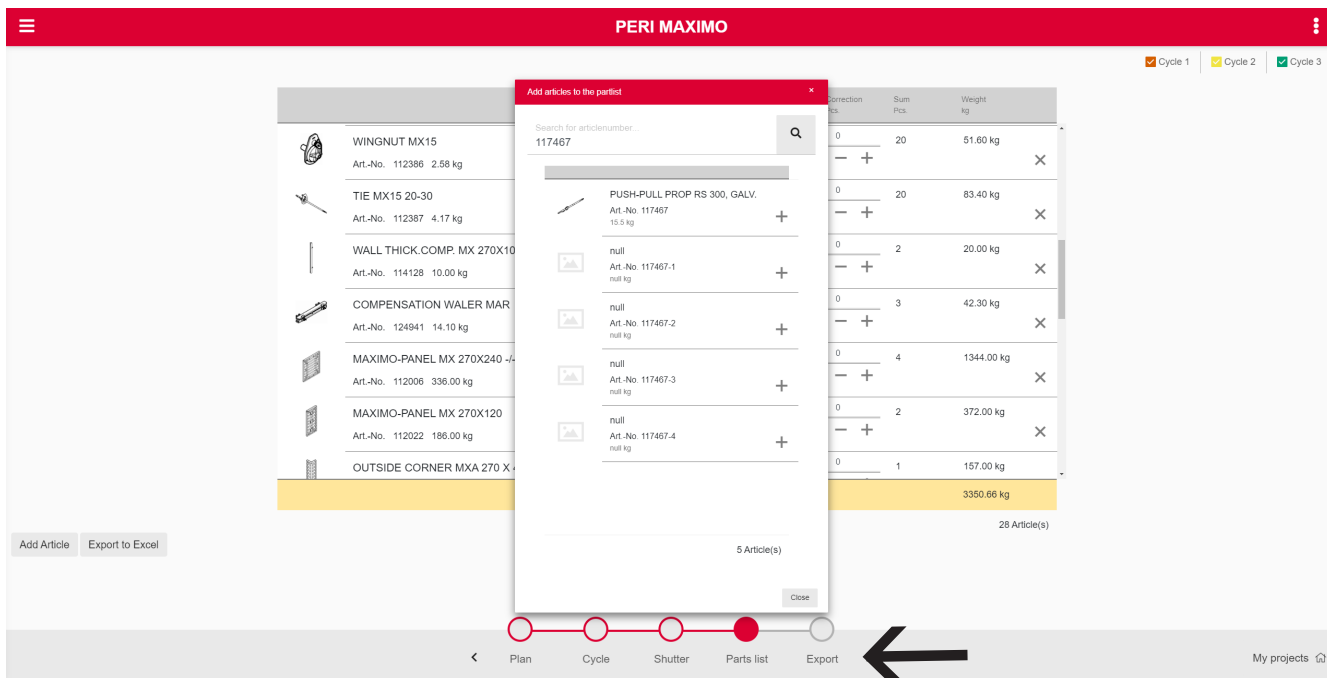 PERI MAXIMO
Cycle 1
Cycle 2
Cycle 3
Correction
Pcs.
Sum
Pcs.
Weight
kg
WINGNUT MX15
Art.-No. 112386 2.58 kg
0
20
51.60 kg
TIE MX15 20-30
Art.-No. 112387 4.17 kg
0
20
83.40 kg
WALL THICK.COMP. MX 270X10
Art.-No. 114128 10.00 kg
0
2
20.00 kg
COMPENSATION WALER MAR
Art.-No. 124941 14.10 kg
0
3
42.30 kg
MAXIMO-PANEL MX 270X240 -/-
Art.-No. 112006 336.00 kg
0
4
1344.00 kg
MAXIMO-PANEL MX 270X120
Art.-No. 112022 186.00 kg
0
2
372.00 kg
OUTSIDE CORNER MXA 270 X
0
1
157.00 kg
3350.66 kg
28 Article(s)
Add articles to the partlist
Search for articlenumber...
117467
PUSH-PULL PROP RS 300, GALV.
Art.-No. 117467
15.5 kg
null
Art.-No. 117467-1
null kg
null
Art.-No. 117467-2
null kg
null
Art.-No. 117467-3
null kg
null
Art.-No. 117467-4
null kg
5 Article(s)
Close
Add Article
Export to Excel
Plan
Cycle
Shutter
Parts list
Export
My projects